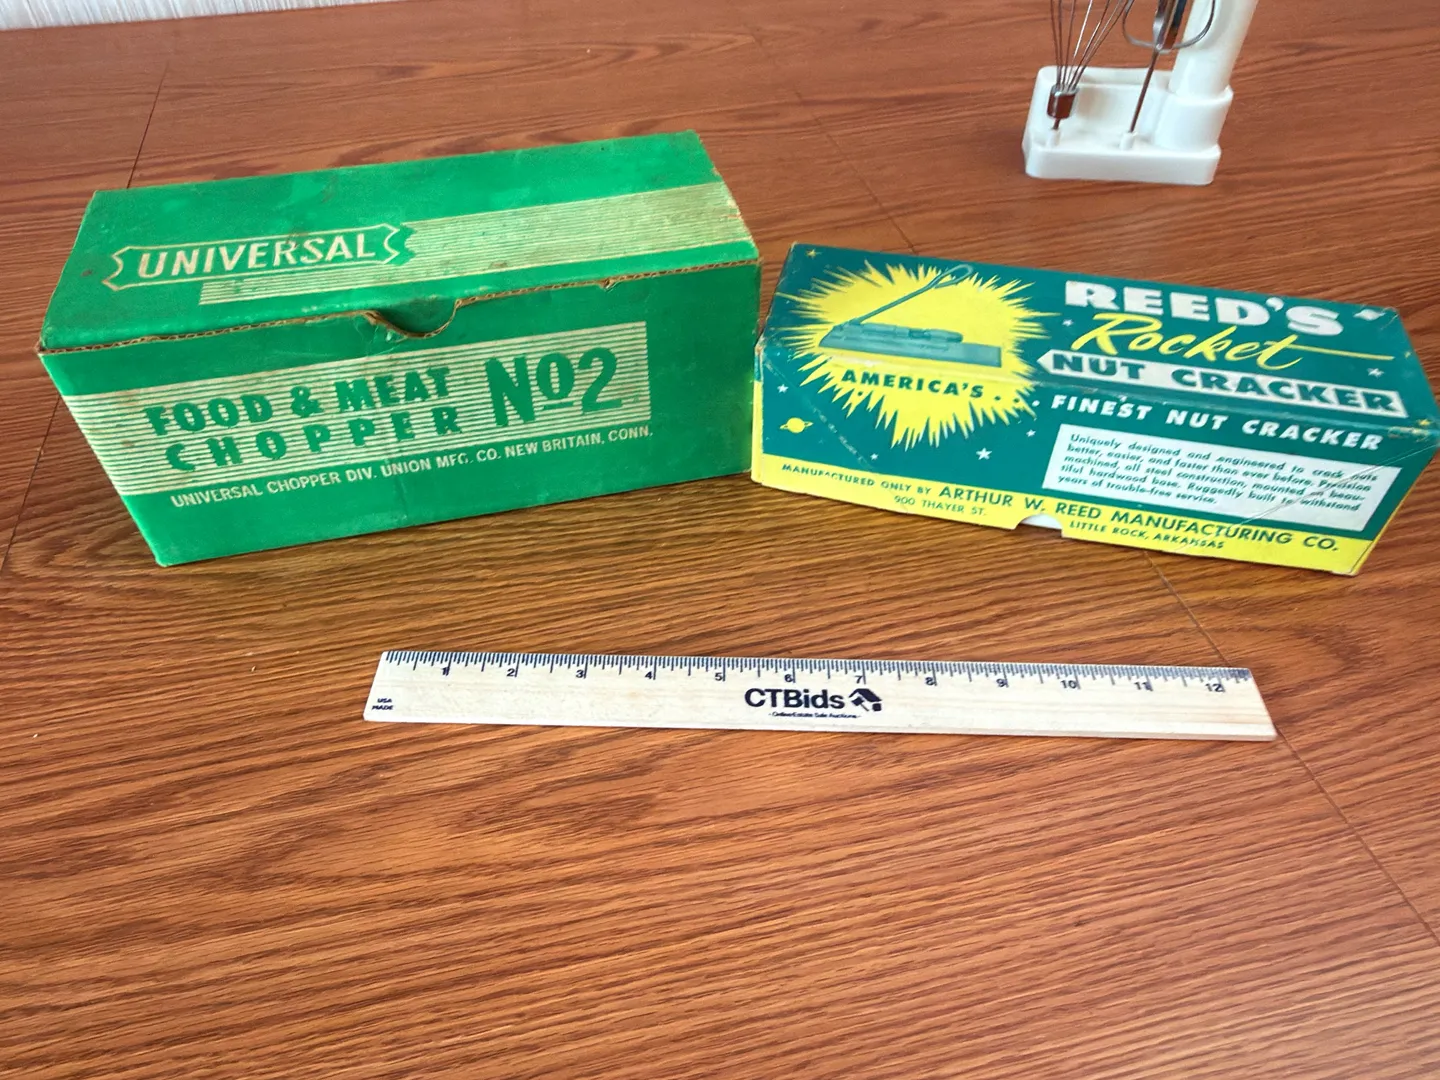 UNIVERSAL
FOOD & MEAT
CHOPPER No2
UNIVERSAL CHOPPER DIV. UNION MFG. CO. NEW BRITAIN, CONN.
REED'S
Rocket
NUT CRACKER
AMERICA'S . . . FINEST NUT CRACKER
Uniquely designed and engineered to crack nuts
better, easier, and faster than ever before. Precision
machined, all steel construction, mounted on beau-
tiful hardwood base. Ruggedly built to withstand
years of trouble-free service.
MANUFACTURED ONLY BY ARTHUR W. REED MANUFACTURING CO.
900 THAYER ST. LITTLE ROCK, ARKANSAS
1 2 3 4 5 6 7 8 9 10 11 12
USA
MADE
CTBids
- Online Estate Sale Auctions -